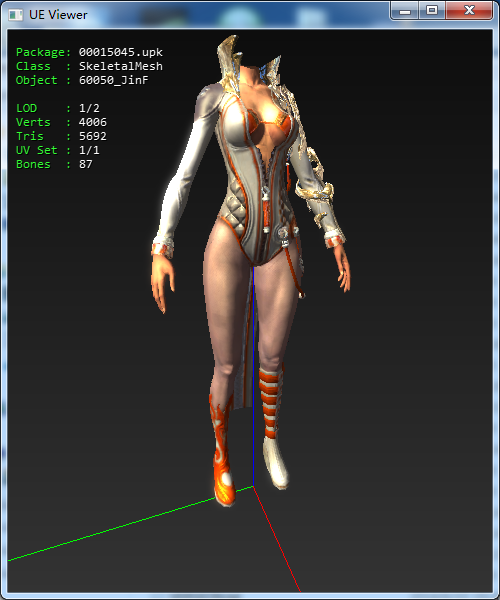 UE Viewer
Package: 00015045.upk
Class : SkeletalMesh
Object : 60050_JinF
LOD : 1/2
Verts : 4006
Tris : 5692
UV Set : 1/1
Bones : 87